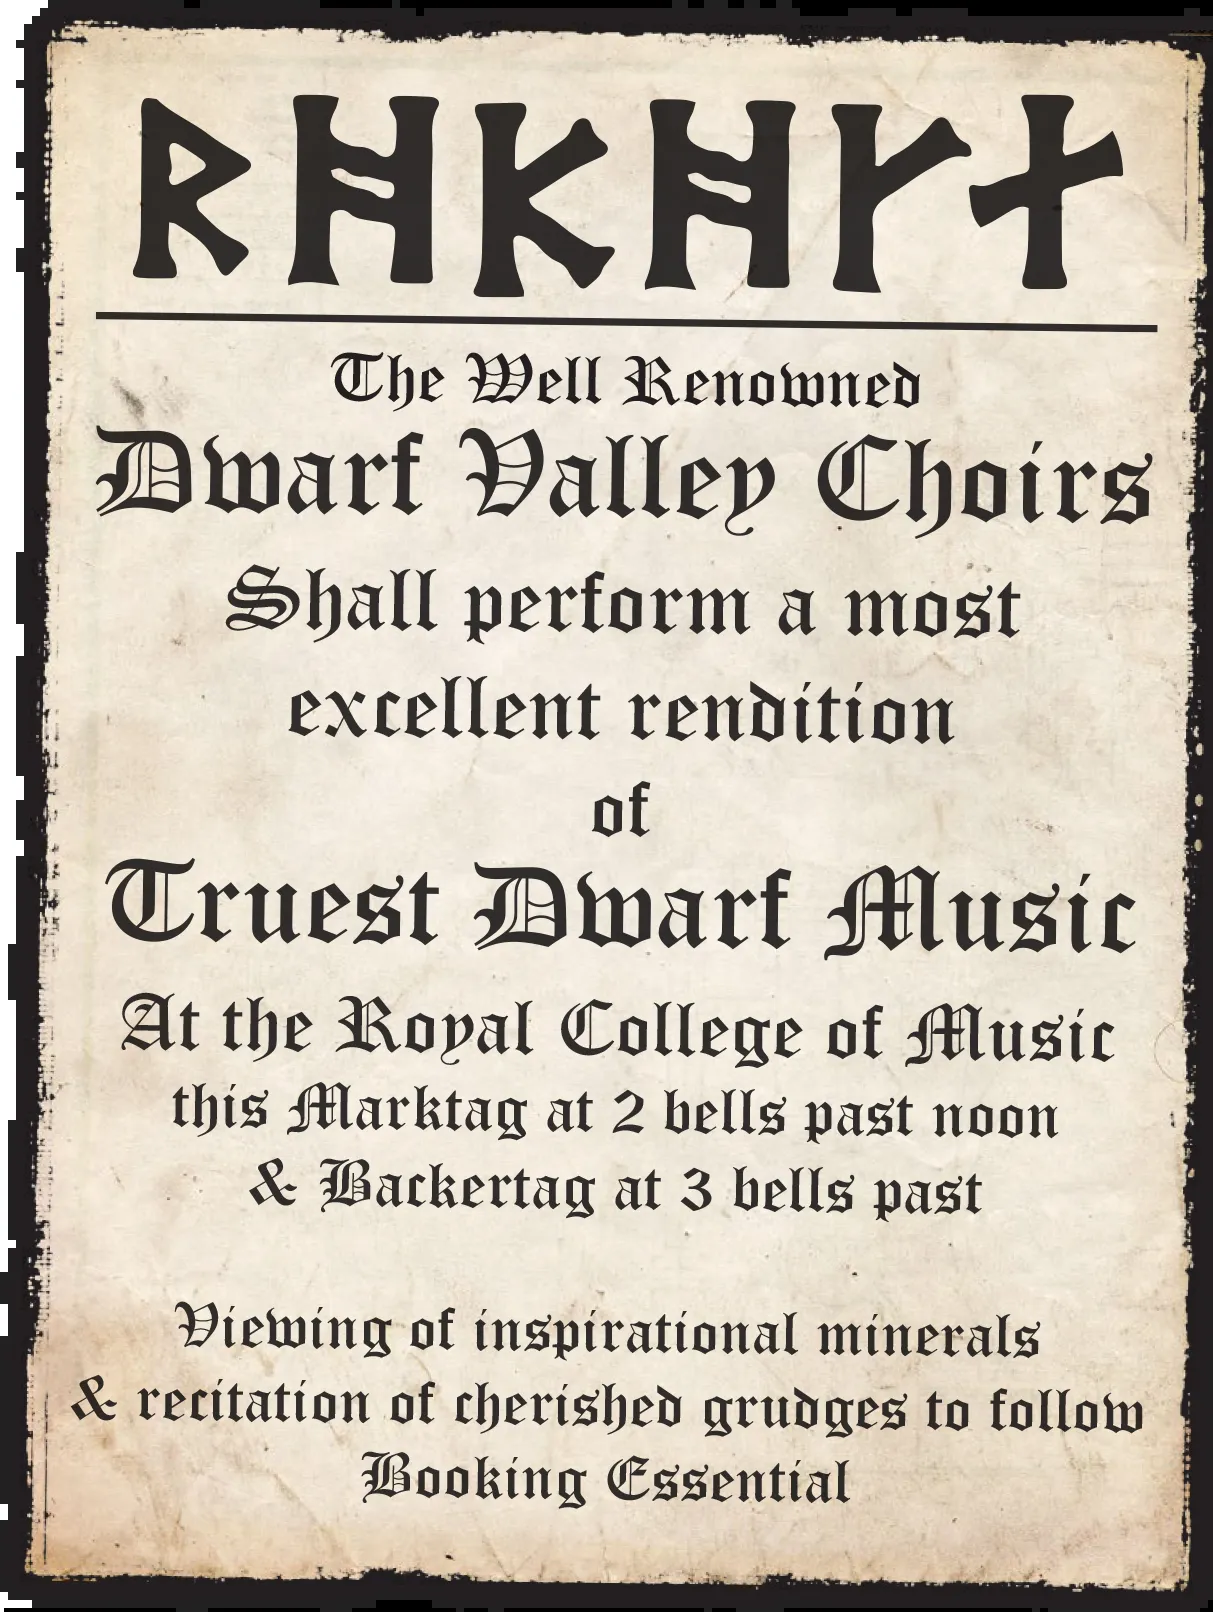 ᚱᚺᚲᚺᚴᚾ
The Well Renowned
Dwarf Valley Choirs
Shall perform a most
excellent rendition
of
Truest Dwarf Music
At the Royal College of Music
this Marktag at 2 bells past noon
& Backertag at 3 bells past
Viewing of inspirational minerals
& recitation of cherished grudges to follow
Booking Essential